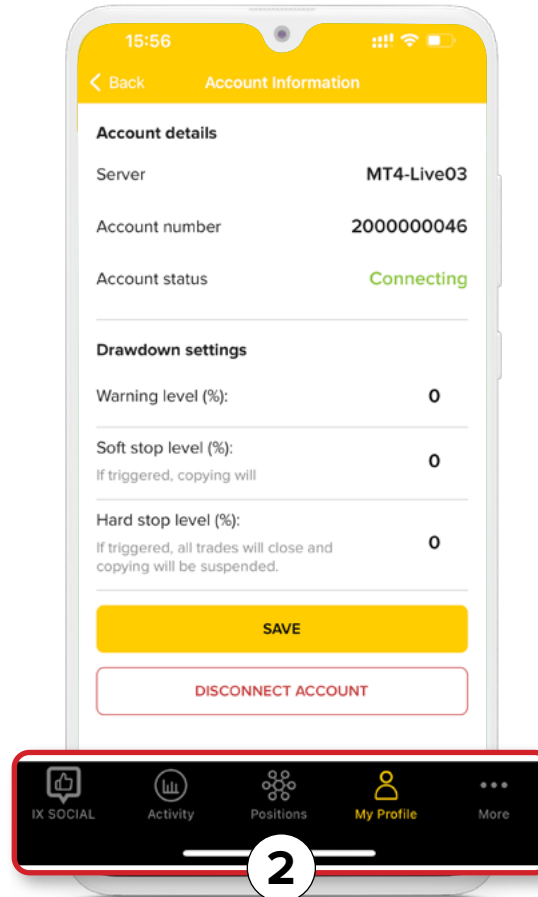 15:56
Back Account Information
Account details
Server MT4-Live03
Account number 2000000046
Account status Connecting
Drawdown settings
Warning level (%): 0
Soft stop level (%): 0
If triggered, copying will
Hard stop level (%): 0
If triggered, all trades will close and
copying will be suspended.
SAVE
DISCONNECT ACCOUNT
IX SOCIAL Activity Positions My Profile More
2